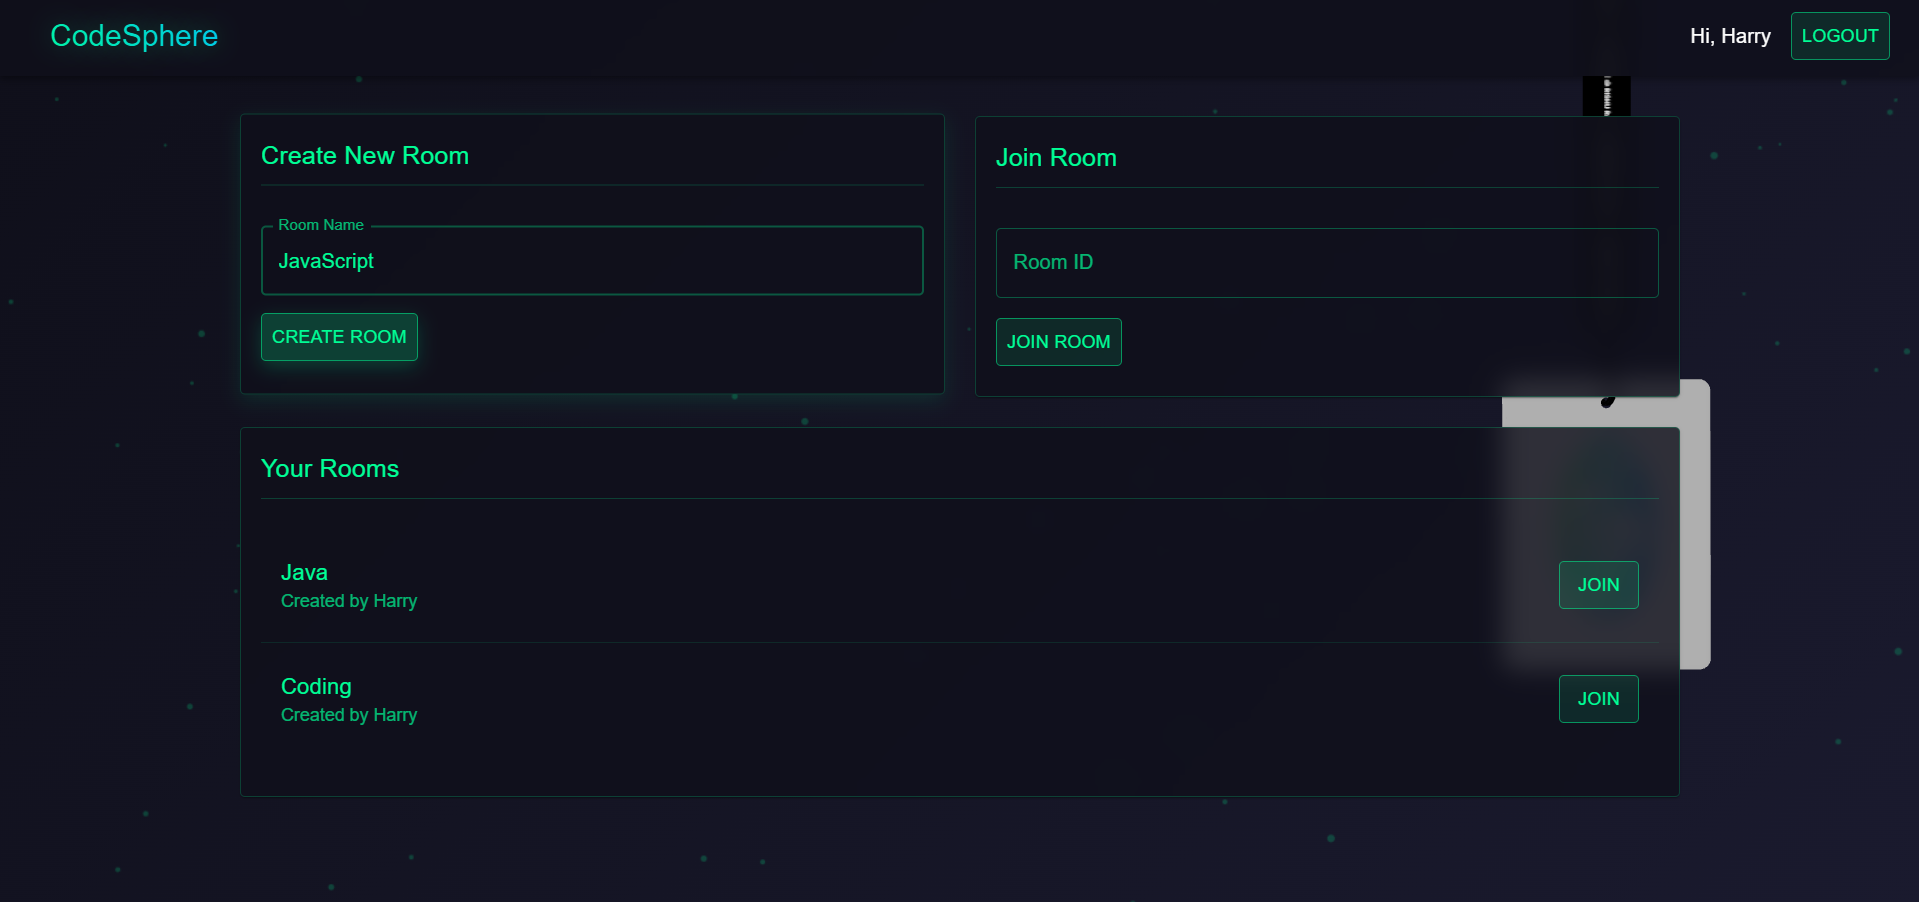 CodeSphere
Hi, Harry
LOGOUT
Create New Room
Room Name
JavaScript
CREATE ROOM
Join Room
Room ID
JOIN ROOM
Your Rooms
Java
Created by Harry
JOIN
Coding
Created by Harry
JOIN